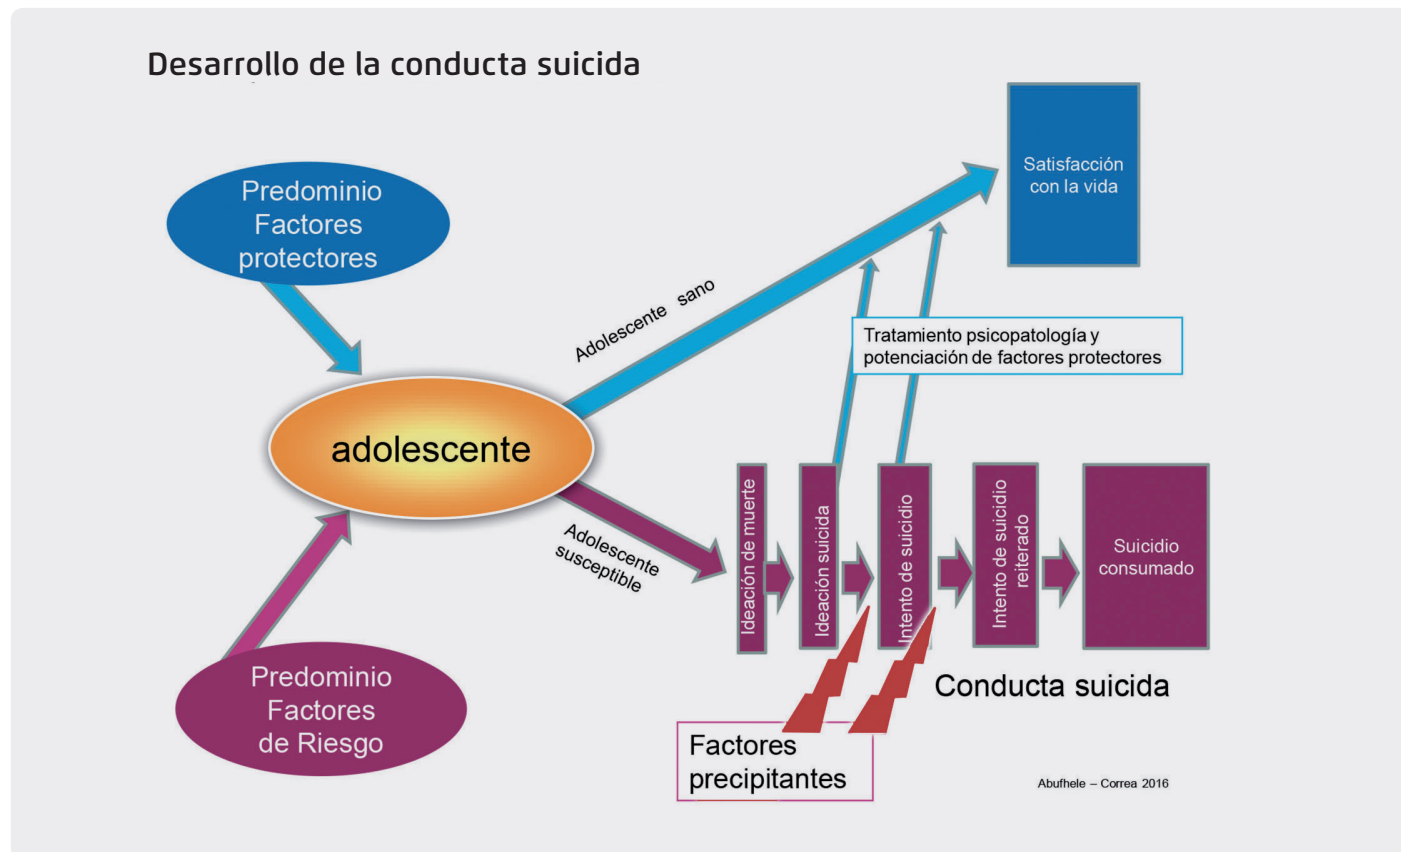 Desarrollo de la conducta suicida
Predominio
Factores
protectores
Satisfacción
con la vida
Adolescente sano
Tratamiento psicopatología y
potenciación de factores protectores
adolescente
Adolescente
susceptible
Ideación de muerte
Ideación suicida
Intento de suicidio
Intento de suicidio
reiterado
Suicidio
consumado
Predominio
Factores
de Riesgo
Conducta suicida
Factores
precipitantes
Abufhele – Correa 2016